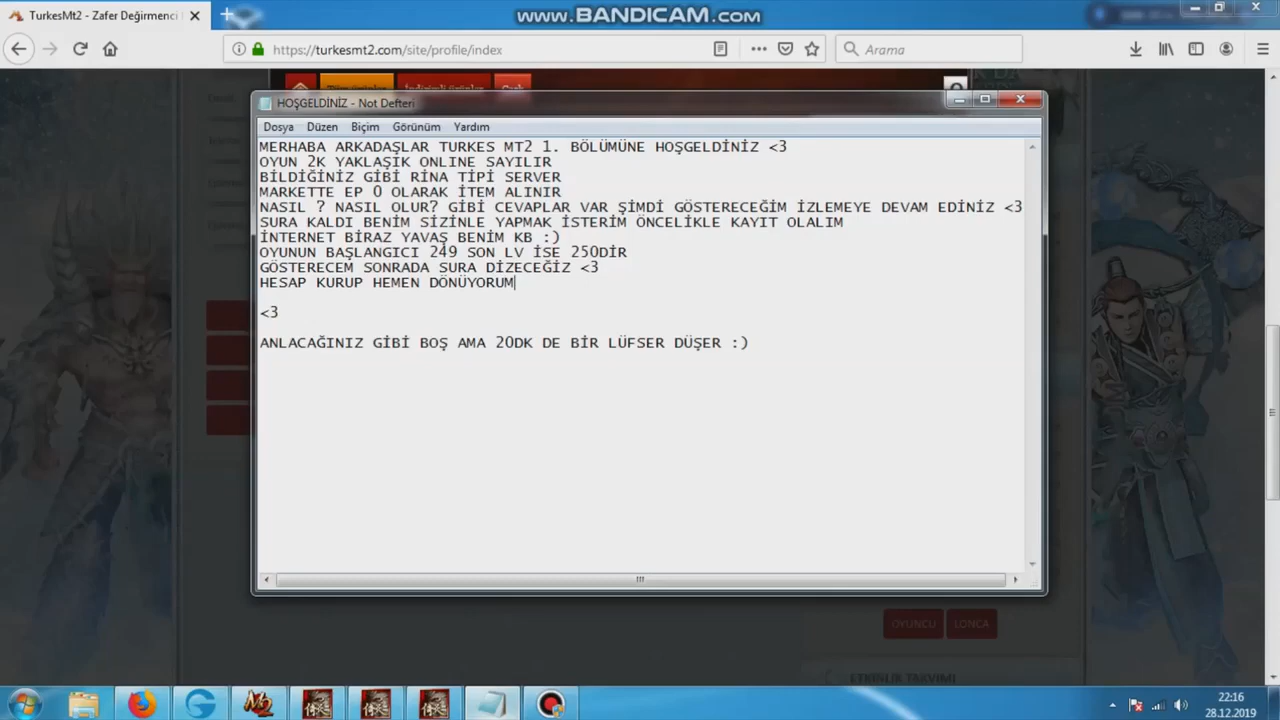 www.BANDICAM.com
TurkesMt2 - Zafer Değirmenci
https://turkesmt2.com/site/profile/index
Arama
Tüm ürünler İndirimli ürünler Çark
HOŞGELDİNİZ - Not Defteri
Dosya Düzen Biçim Görünüm Yardım
MERHABA ARKADAŞLAR TURKES MT2 1. BÖLÜMÜNE HOŞGELDİNİZ <3
OYUN 2K YAKLAŞIK ONLINE SAYILIR
BİLDİĞİNİZ GİBİ RİNA TİPİ SERVER
MARKETTE EP 0 OLARAK İTEM ALINIR
NASIL ? NASIL OLUR? GİBİ CEVAPLAR VAR ŞİMDİ GÖSTERECEĞİM İZLEMEYE DEVAM EDİNİZ <3
SURA KALDI BENİM SİZİNLE YAPMAK İSTERİM ÖNCELİKLE KAYIT OLALIM
İNTERNET BİRAZ YAVAŞ BENİM KB :)
OYUNUN BAŞLANGICI 249 SON LV İSE 250DİR
GÖSTERECEM SONRADA SURA DİZECEĞİZ <3
HESAP KURUP HEMEN DÖNÜYORUM
<3
ANLACAĞINIZ GİBİ BOŞ AMA 20DK DE BİR LÜFSER DÜŞER :)
OYUNCU LONCA
ETKİNLİK TAKVİMİ
22:16
28.12.2019